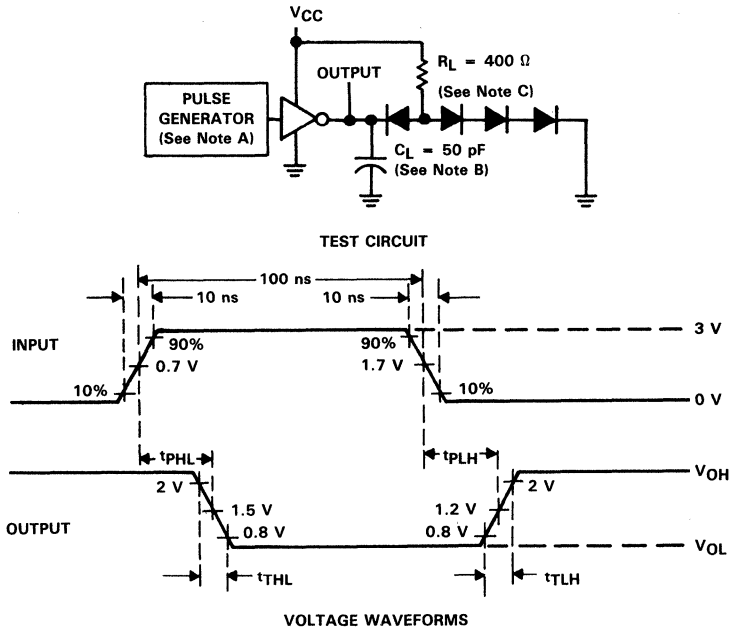 VCC
OUTPUT
RL = 400 Ω
(See Note C)
PULSE
GENERATOR
(See Note A)
CL = 50 pF
(See Note B)
TEST CIRCUIT
100 ns
10 ns
10 ns
INPUT
90%
90%
3 V
0.7 V
1.7 V
10%
10%
0 V
tPHL
tPLH
VOH
2 V
2 V
OUTPUT
1.5 V
1.2 V
0.8 V
0.8 V
VOL
tTHL
tTLH
VOLTAGE WAVEFORMS